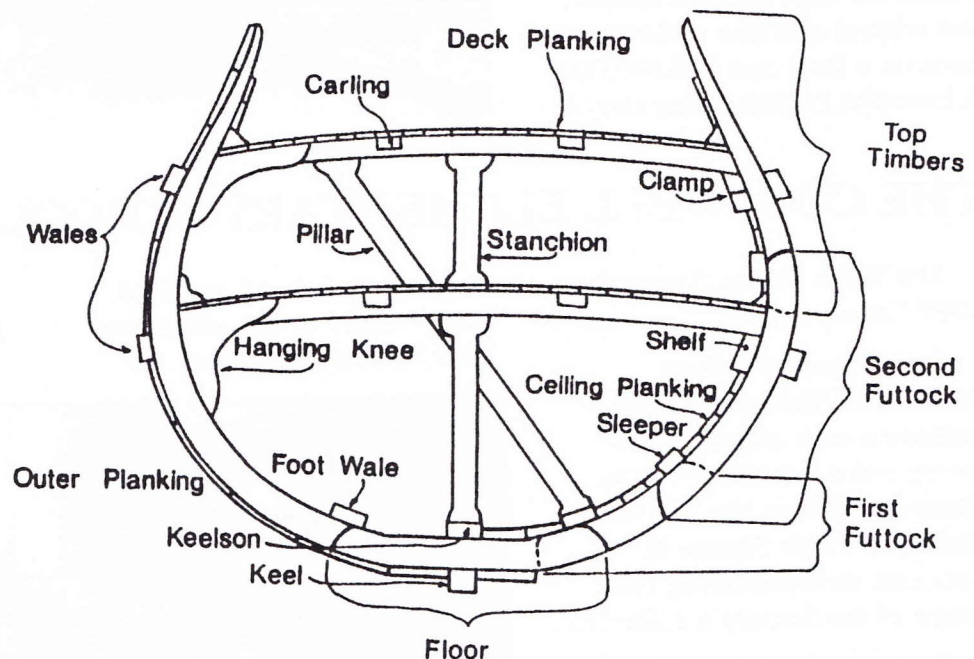 Deck Planking
Carling
Top
Timbers
Clamp
Wales
Pillar
Stanchion
Hanging Knee
Shelf
Second
Futtock
Ceiling Planking
Sleeper
Foot Wale
Outer Planking
First
Futtock
Keelson
Keel
Floor